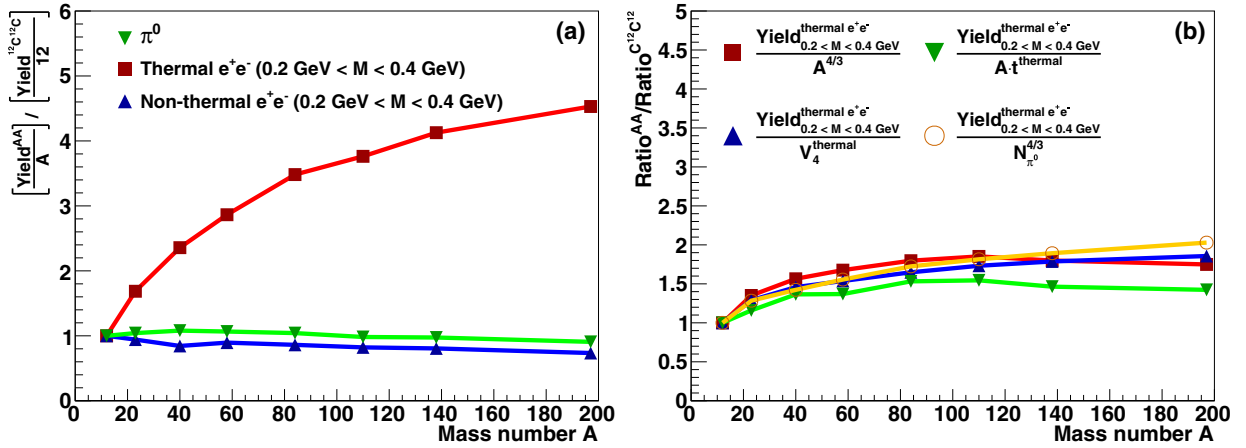 6
5
4
3
2
1
0
[Yield^AA / A] / [Yield^12C12C / 12]
(a)
π⁰
Thermal e⁺e⁻ (0.2 GeV < M < 0.4 GeV)
Non-thermal e⁺e⁻ (0.2 GeV < M < 0.4 GeV)
0 20 40 60 80 100 120 140 160 180 200
Mass number A
5
4.5
4
3.5
3
2.5
2
1.5
1
0.5
0
Ratio^AA/Ratio^C12C12
(b)
Yield^thermal e⁺e⁻_0.2 < M < 0.4 GeV
A^4/3
Yield^thermal e⁺e⁻_0.2 < M < 0.4 GeV
A·t^thermal
Yield^thermal e⁺e⁻_0.2 < M < 0.4 GeV
V_4^thermal
Yield^thermal e⁺e⁻_0.2 < M < 0.4 GeV
N_π⁰^4/3
0 20 40 60 80 100 120 140 160 180 200
Mass number A